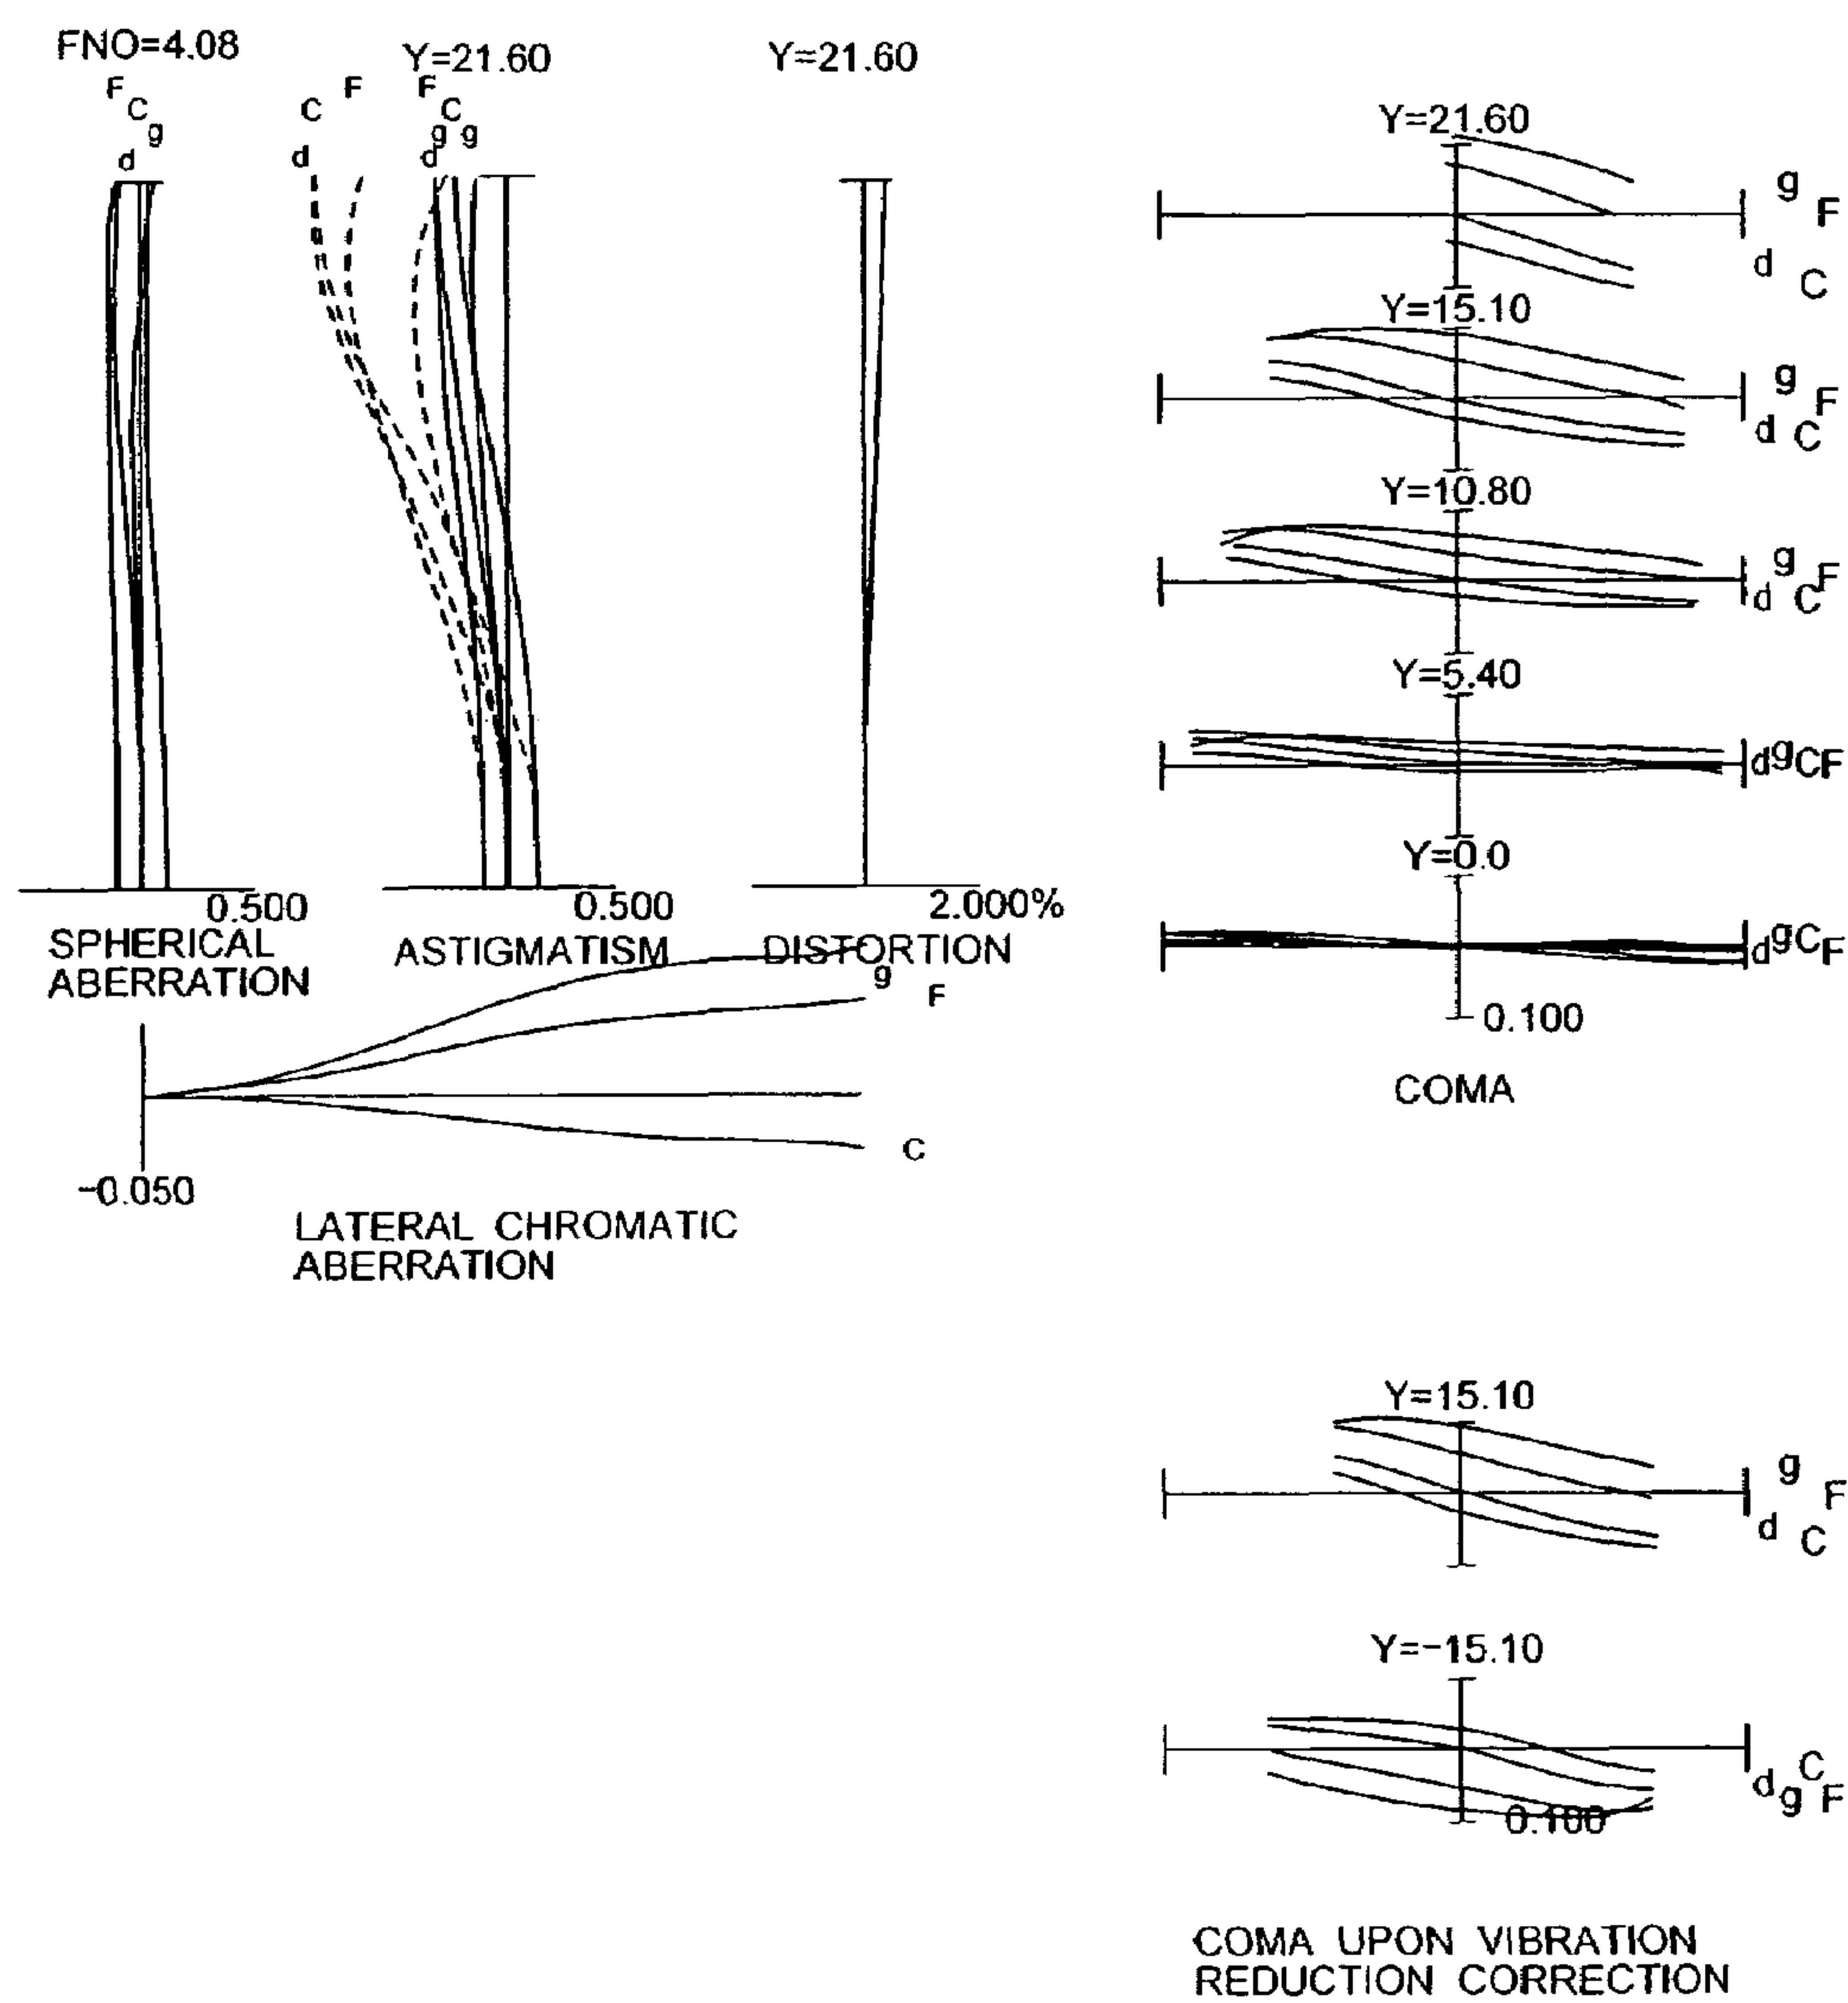 FNO=4.08
F
C
g
d
0.500
SPHERICAL
ABERRATION
Y=21.60
C
F
F
C
g g
d
d
0.500
ASTIGMATISM
Y=21.60
2.000%
DISTORTION
g
F
C
-0.050
LATERAL CHROMATIC
ABERRATION
Y=21.60
g
F
d
C
Y=15.10
g
F
d C
Y=10.80
g
F
d C
Y=5.40
dgCF
Y=0.0
dgCF
0.100
COMA
Y=15.10
g
F
d C
Y=-15.10
C
d g F
0.100
COMA UPON VIBRATION
REDUCTION CORRECTION